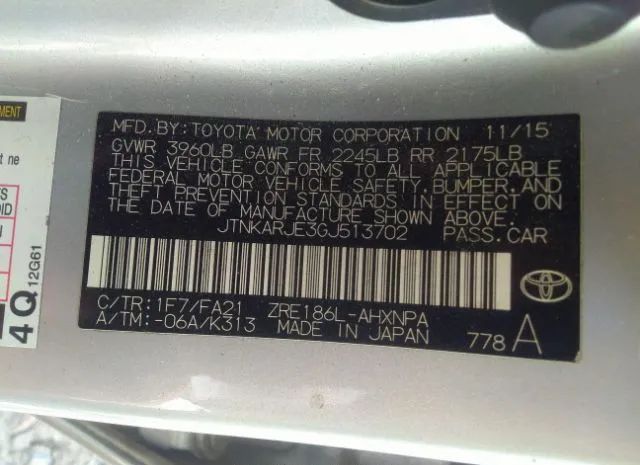 MFD. BY: TOYOTA MOTOR CORPORATION 11/15
GVWR 3960LB GAWR FR 2245LB RR 2175LB
THIS VEHICLE CONFORMS TO ALL APPLICABLE
FEDERAL MOTOR VEHICLE SAFETY, BUMPER, AND
THEFT PREVENTION STANDARDS IN EFFECT ON
THE DATE OF MANUFACTURE SHOWN ABOVE.
JTNKARJE3GJ513702 PASS. CAR
C/TR: 1F7/FA21 ZRE186L-AHXNPA
A/TM: -06A/K313 MADE IN JAPAN
778 A
4Q 12G61